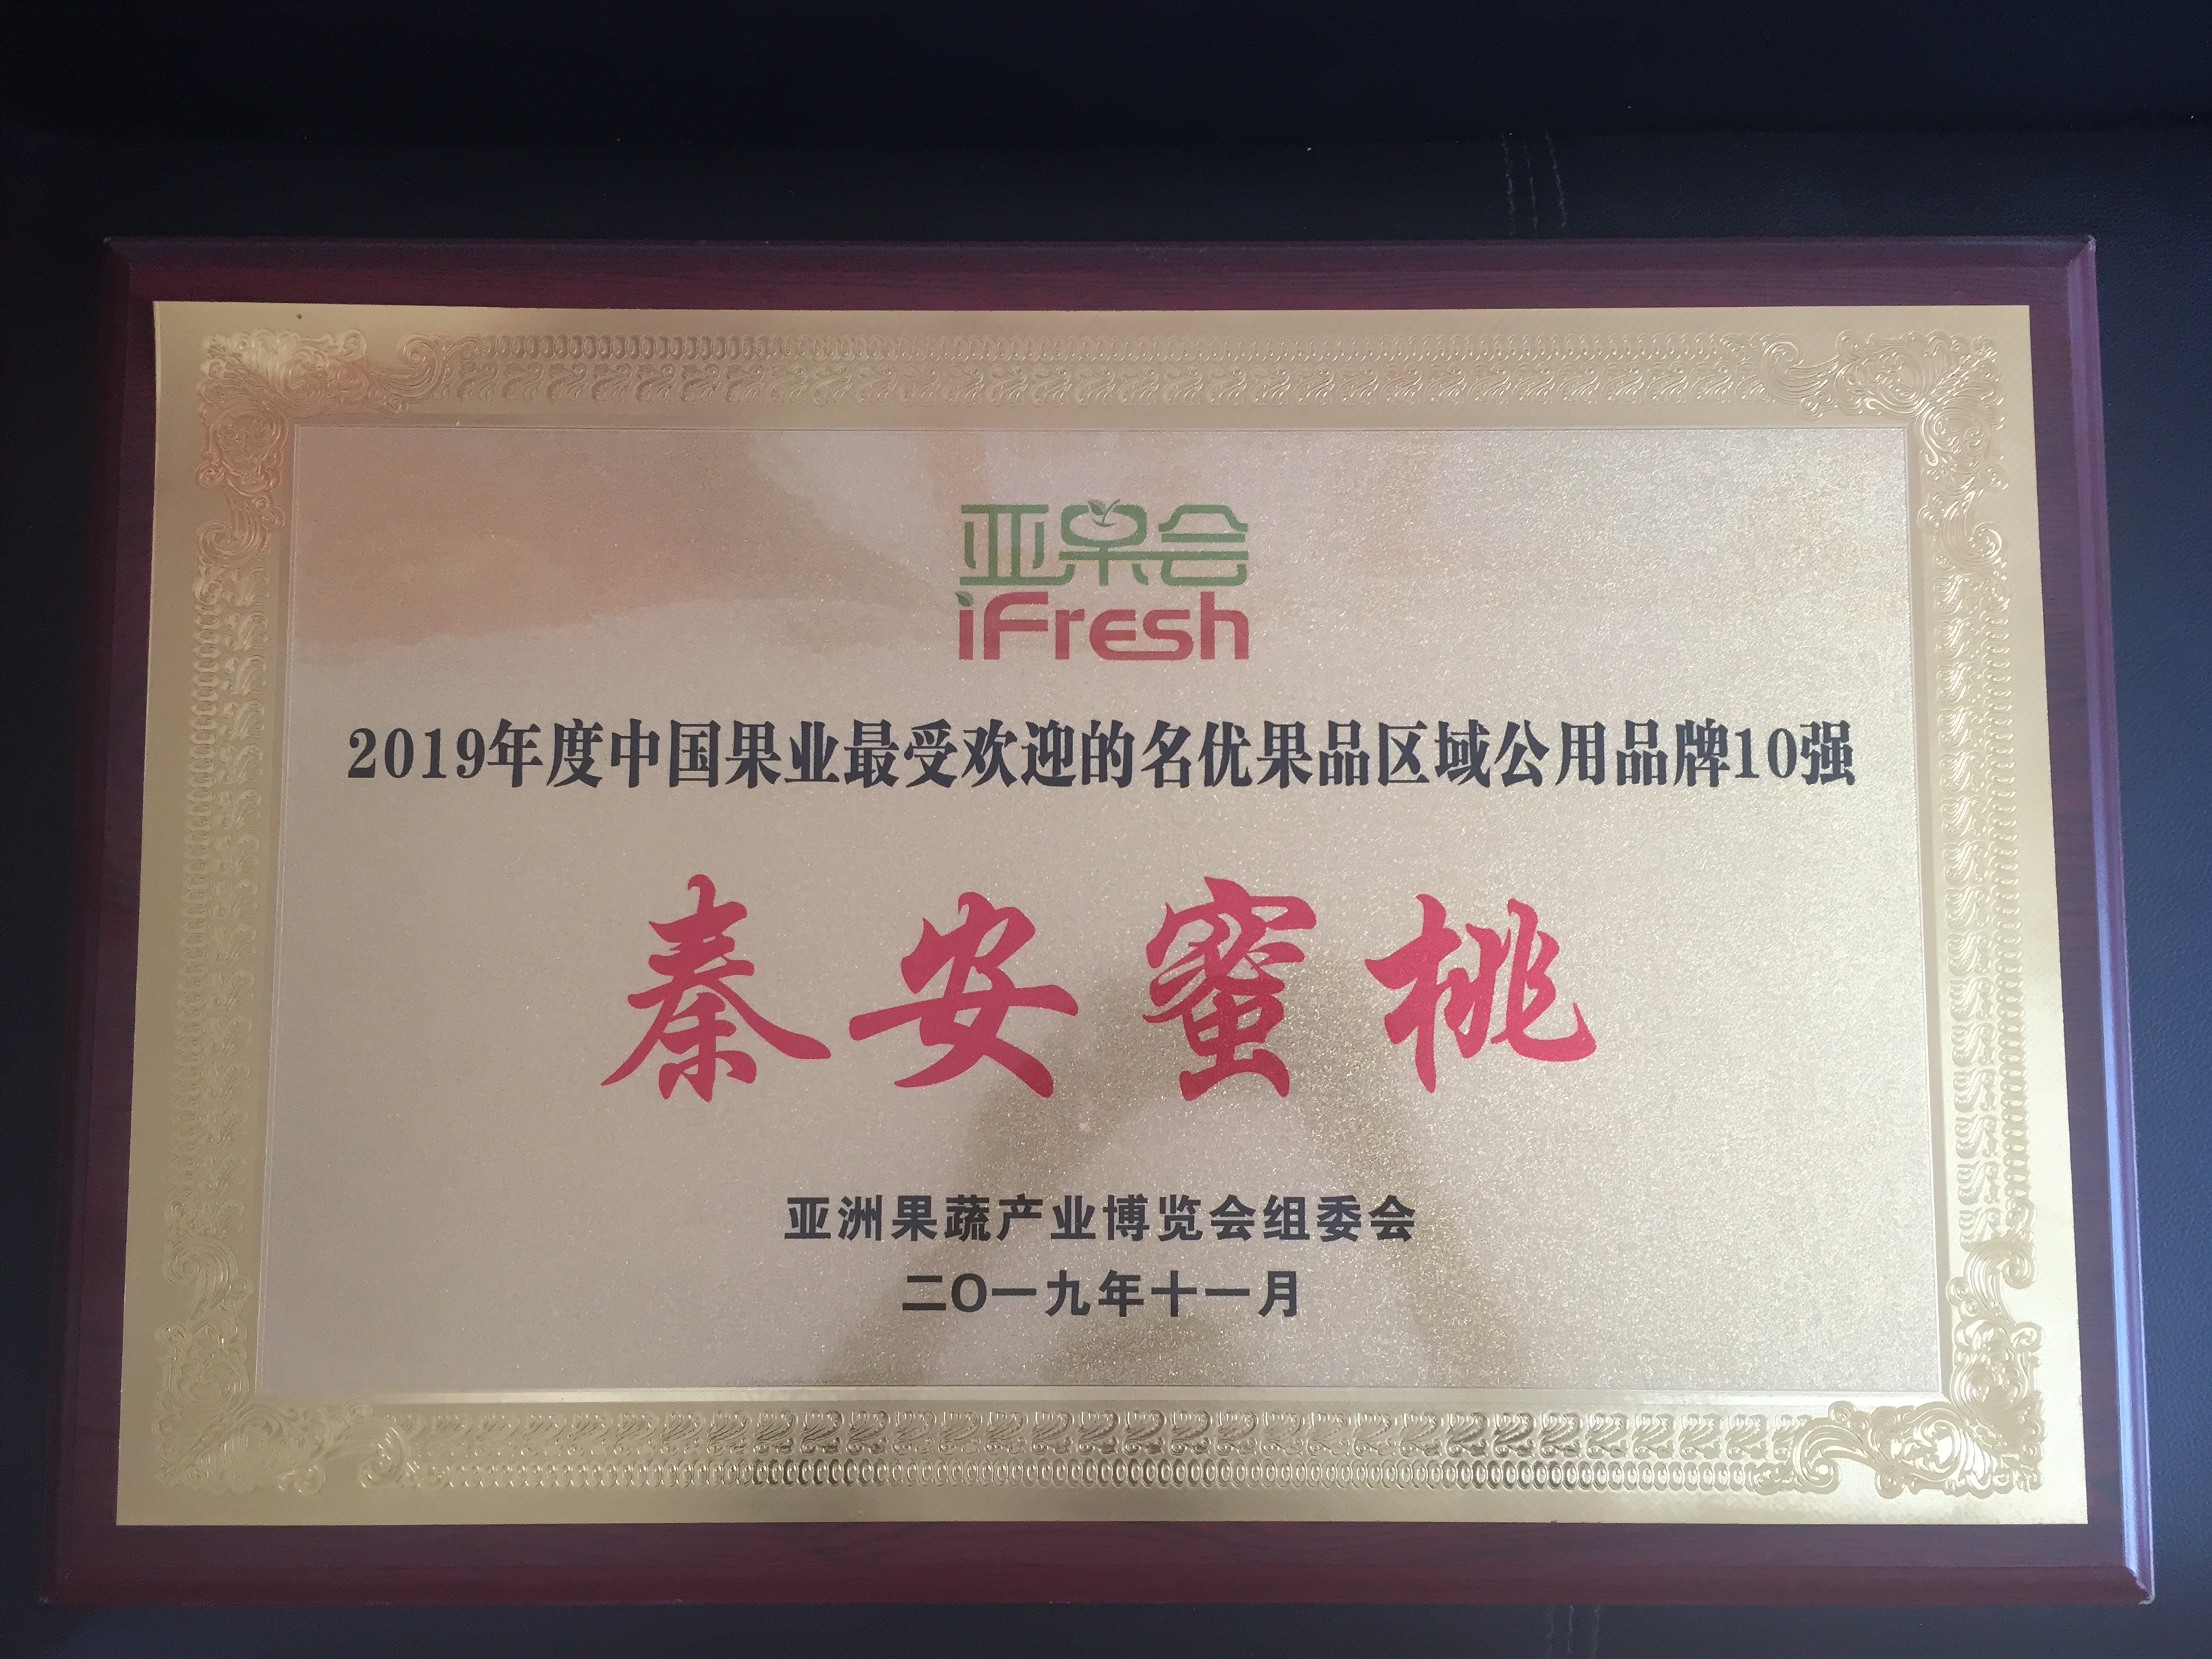 亚果会
iFresh
2019年度中国果业最受欢迎的名优果品区域公用品牌10强
秦安蜜桃
亚洲果蔬产业博览会组委会
二O一九年十一月